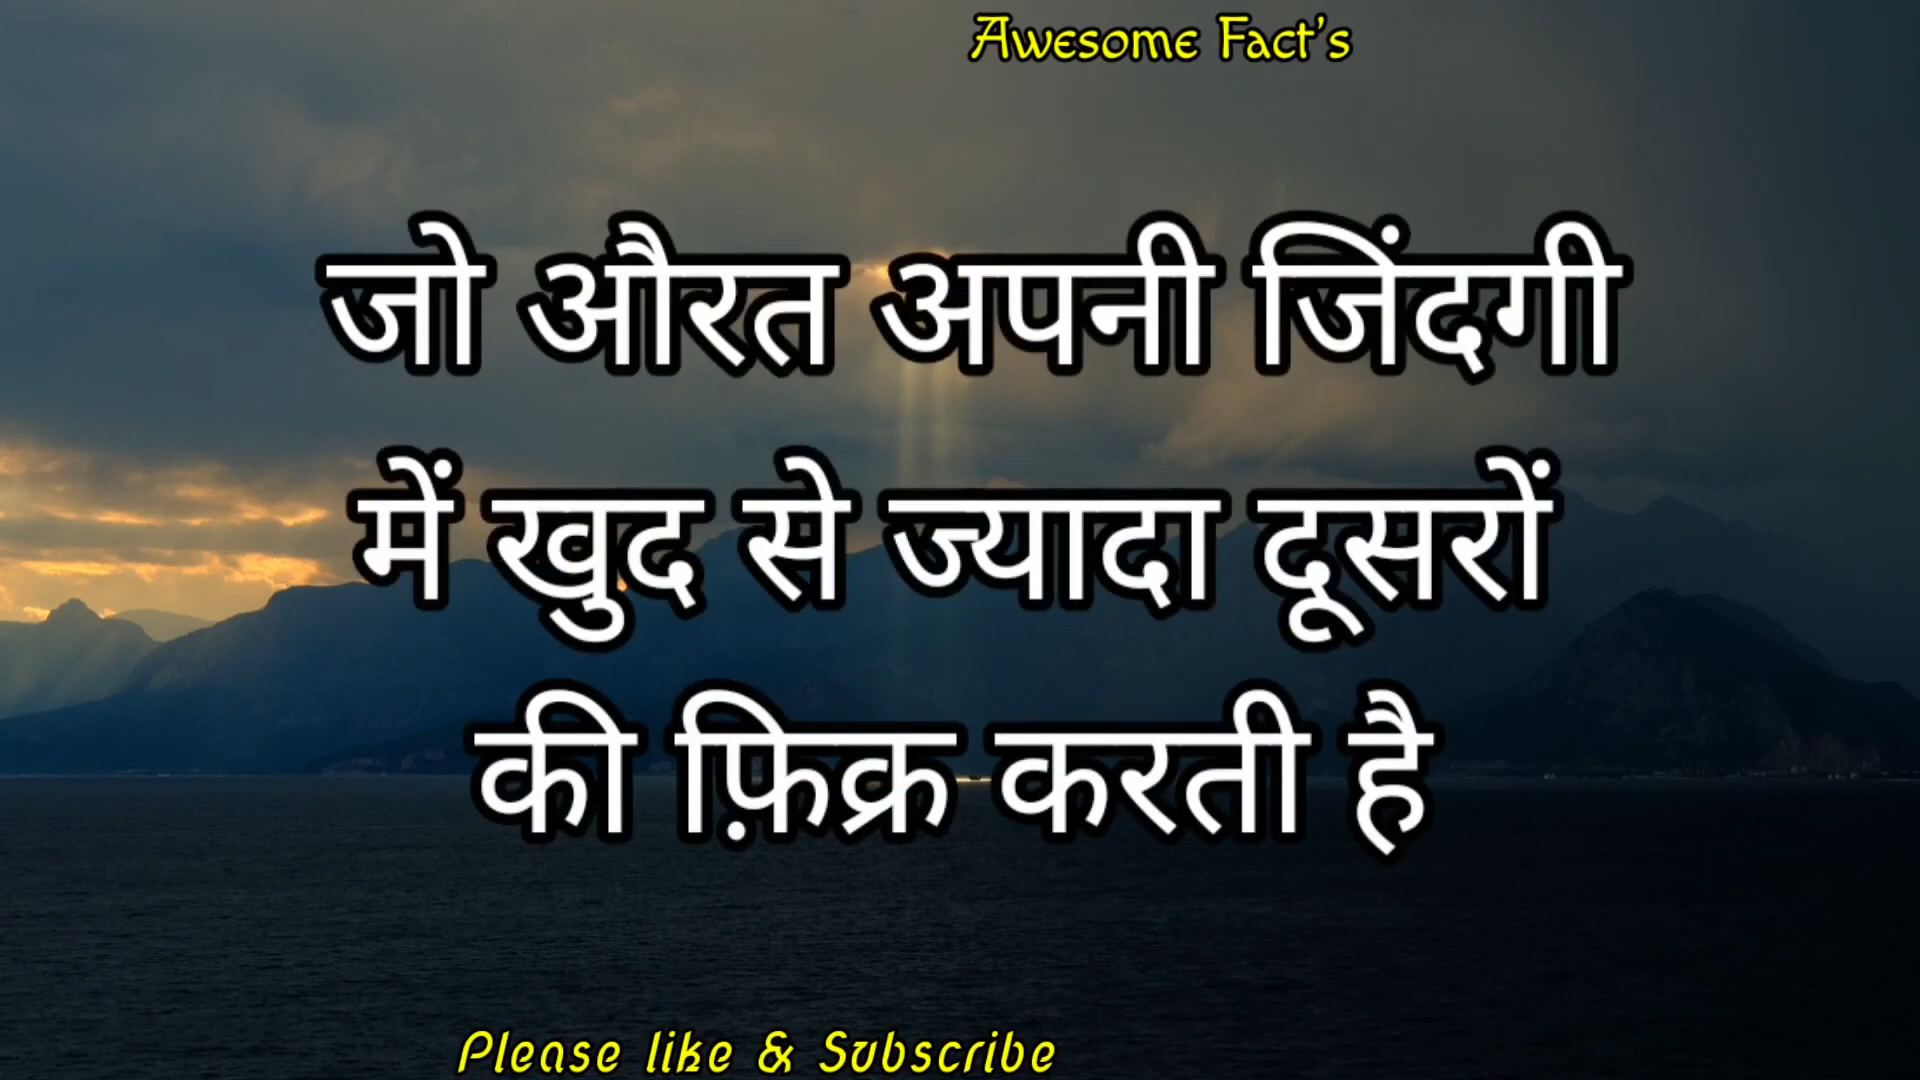 Awesome Fact's
जो औरत अपनी जिंदगी
में खुद से ज्यादा दूसरों
की फ़िक्र करती है
Please like & Subscribe